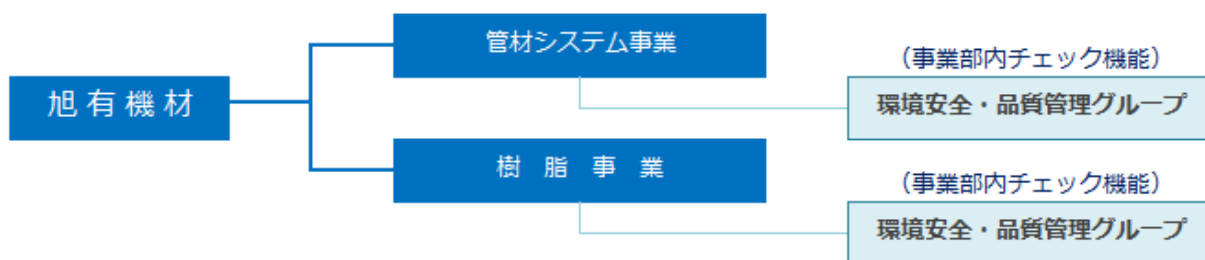 旭有機材
管材システム事業
（事業部内チェック機能）
環境安全・品質管理グループ
樹脂事業
（事業部内チェック機能）
環境安全・品質管理グループ